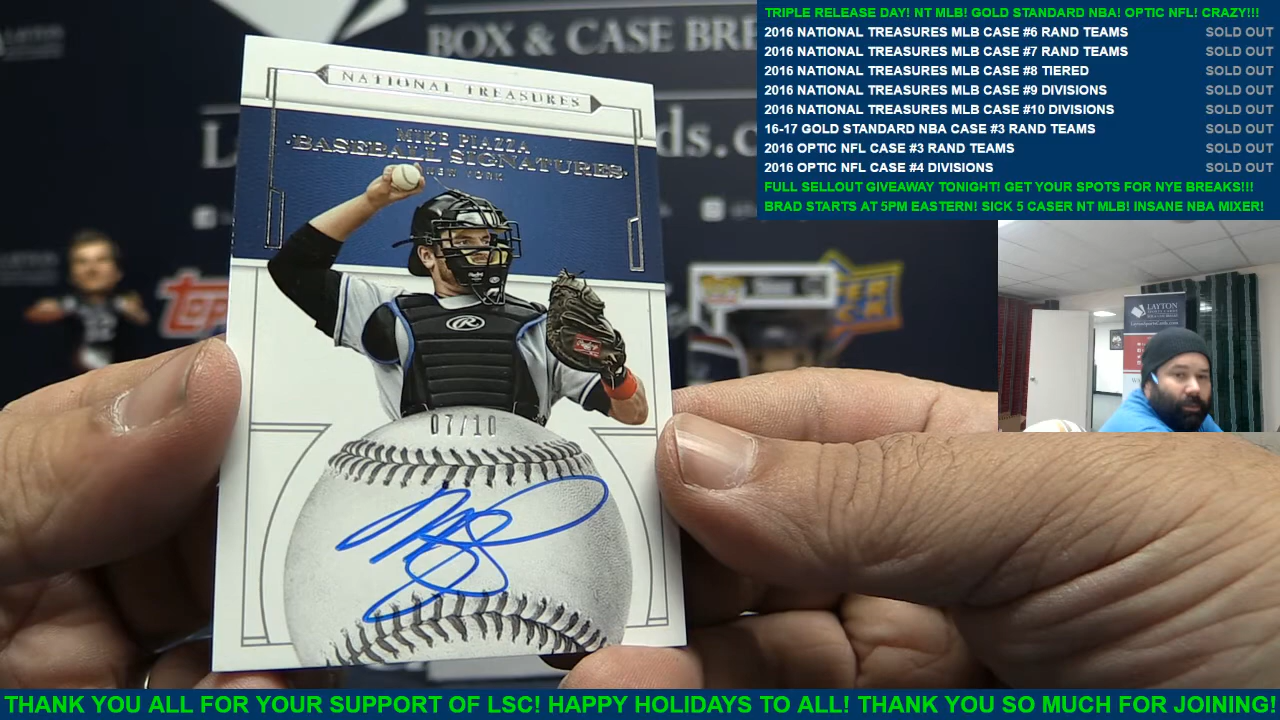 TRIPLE RELEASE DAY! NT MLB! GOLD STANDARD NBA! OPTIC NFL! CRAZY!!!
2016 NATIONAL TREASURES MLB CASE #6 RAND TEAMS SOLD OUT
2016 NATIONAL TREASURES MLB CASE #7 RAND TEAMS SOLD OUT
2016 NATIONAL TREASURES MLB CASE #8 TIERED SOLD OUT
2016 NATIONAL TREASURES MLB CASE #9 DIVISIONS SOLD OUT
2016 NATIONAL TREASURES MLB CASE #10 DIVISIONS SOLD OUT
16-17 GOLD STANDARD NBA CASE #3 RAND TEAMS SOLD OUT
2016 OPTIC NFL CASE #3 RAND TEAMS SOLD OUT
2016 OPTIC NFL CASE #4 DIVISIONS SOLD OUT
FULL SELLOUT GIVEAWAY TONIGHT! GET YOUR SPOTS FOR NYE BREAKS!!!
BRAD STARTS AT 5PM EASTERN! SICK 5 CASER NT MLB! INSANE NBA MIXER!
BOX & CASE BRE
ds.c
NATIONAL TREASURES
MIKE PIAZZA
BASEBALL SIGNATURES
NEW YORK
07/10
LAYTON
THANK YOU ALL FOR YOUR SUPPORT OF LSC! HAPPY HOLIDAYS TO ALL! THANK YOU SO MUCH FOR JOINING!